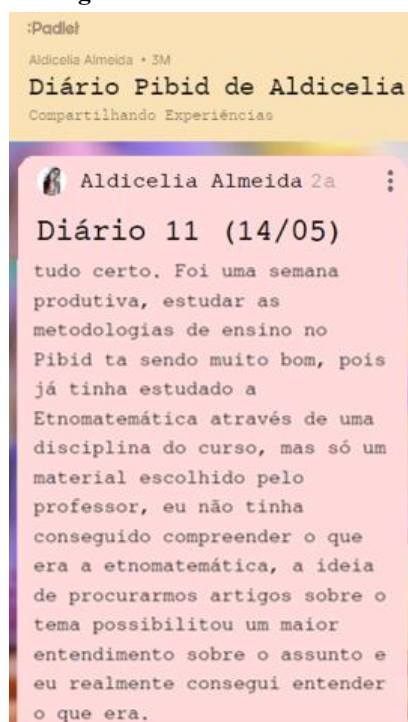 :Padlet
Aldicelia Almeida • 3M
Diário Pibid de Aldicelia
Compartilhando Experiências
Aldicelia Almeida 2a
Diário 11 (14/05)
tudo certo. Foi uma semana
produtiva, estudar as
metodologias de ensino no
Pibid ta sendo muito bom, pois
já tinha estudado a
Etnomatemática através de uma
disciplina do curso, mas só um
material escolhido pelo
professor, eu não tinha
conseguido compreender o que
era a etnomatemática, a ideia
de procurarmos artigos sobre o
tema possibilitou um maior
entendimento sobre o assunto e
eu realmente consegui entender
o que era.